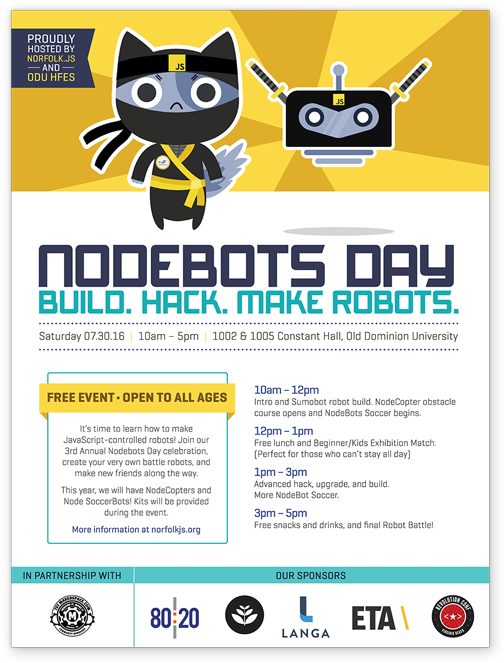 PROUDLY
HOSTED BY
NORFOLK.JS
— AND —
ODU HFES
JS
JS
NODEBOTS DAY
BUILD. HACK. MAKE ROBOTS.
Saturday 07.30.16 | 10am – 5pm | 1002 & 1005 Constant Hall, Old Dominion University
FREE EVENT • OPEN TO ALL AGES
It's time to learn how to make
JavaScript-controlled robots! Join our
3rd Annual Nodebots Day celebration,
create your very own battle robots, and
make new friends along the way.
This year, we will have NodeCopters and
Node SoccerBots! Kits will be provided
during the event.
More information at norfolkjs.org
10am – 12pm
Intro and Sumobot robot build. NodeCopter obstacle
course opens and NodeBots Soccer begins.
12pm – 1pm
Free lunch and Beginner/Kids Exhibition Match.
[Perfect for those who can't stay all day]
1pm – 3pm
Advanced hack, upgrade, and build.
More NodeBot Soccer.
3pm – 5pm
Free snacks and drinks, and final Robot Battle!
IN PARTNERSHIP WITH
OUR SPONSORS
M
80 20
LANGA
ETA \
REVOLUTION CONF
VIRGINIA BEACH